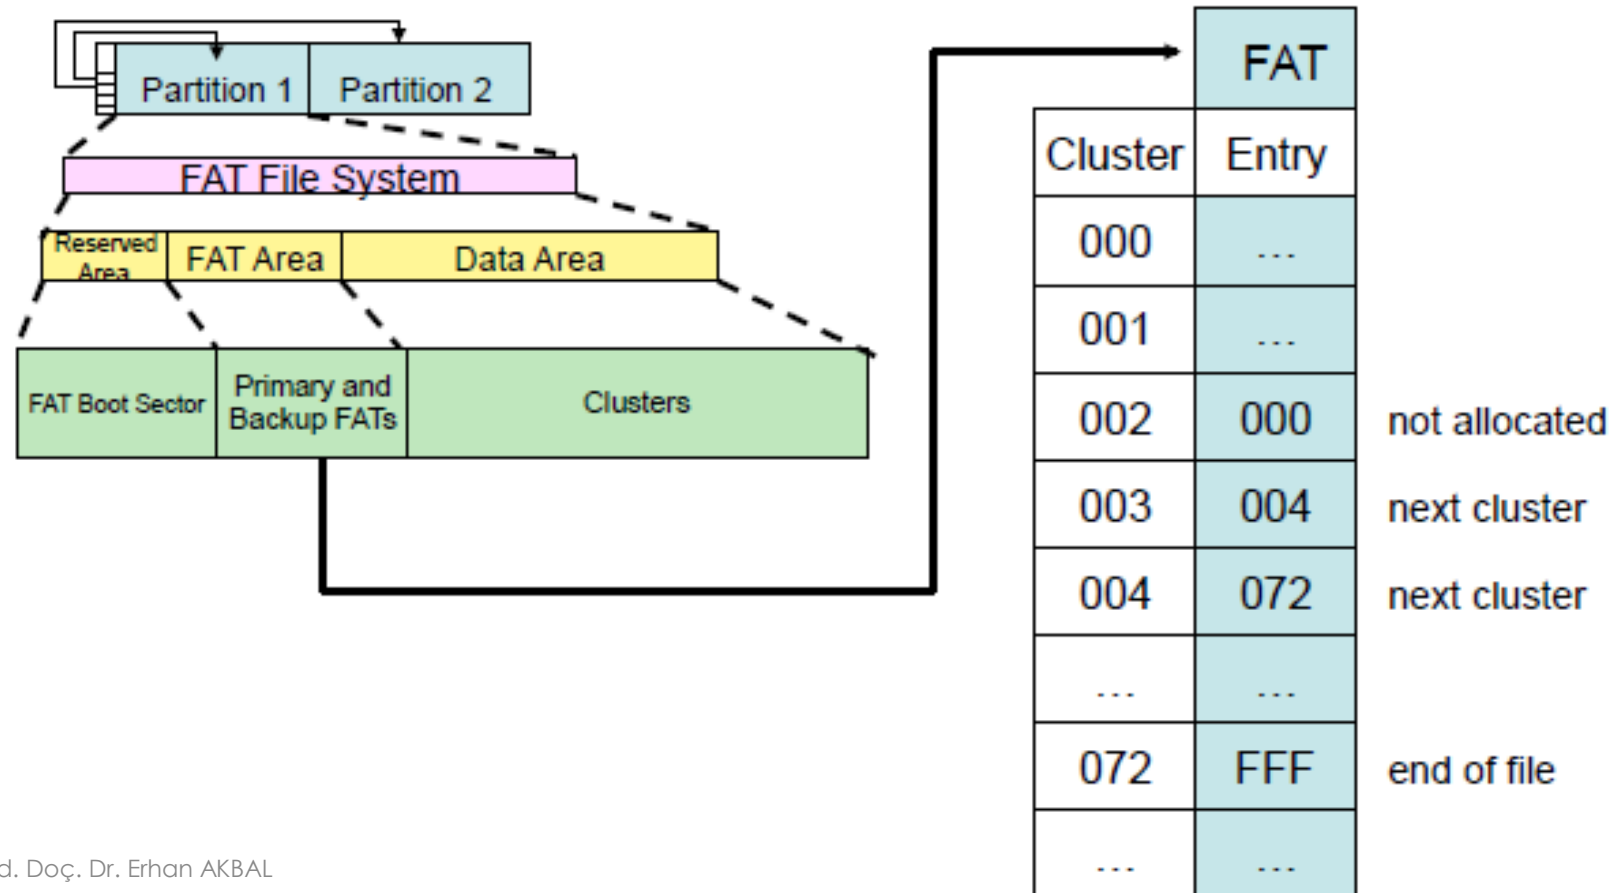 Partition 1 Partition 2
FAT File System
Reserved
Area
FAT Area
Data Area
FAT Boot Sector
Primary and
Backup FATs
Clusters
FAT
Cluster Entry
000 ...
001 ...
002 000 not allocated
003 004 next cluster
004 072 next cluster
... ...
072 FFF end of file
... ...
d. Doç. Dr. Erhan AKBAL